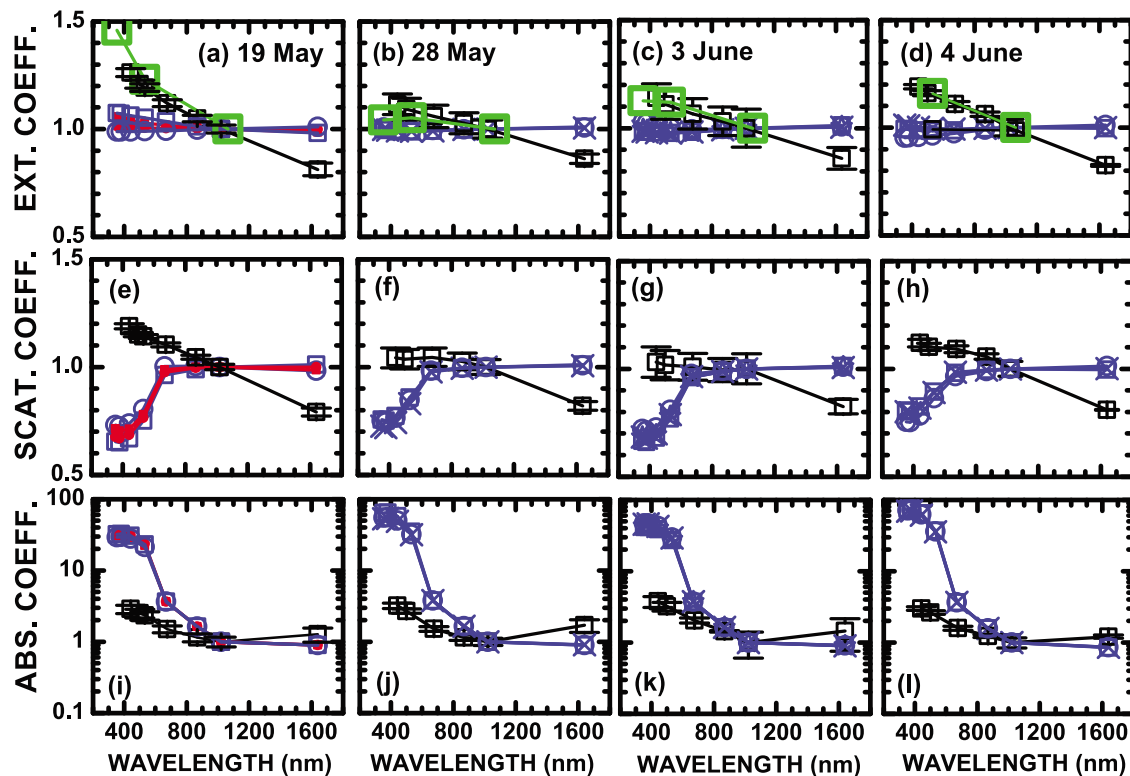 1.5
(a) 19 May
(b) 28 May
(c) 3 June
(d) 4 June
EXT. COEFF.
1.0
0.5
1.5
(e)
(f)
(g)
(h)
SCAT. COEFF.
1.0
0.5
100
ABS. COEFF.
10
1
(i)
(j)
(k)
(l)
0.1
400 800 1200 1600
400 800 1200 1600
400 800 1200 1600
400 800 1200 1600
WAVELENGTH (nm)
WAVELENGTH (nm)
WAVELENGTH (nm)
WAVELENGTH (nm)